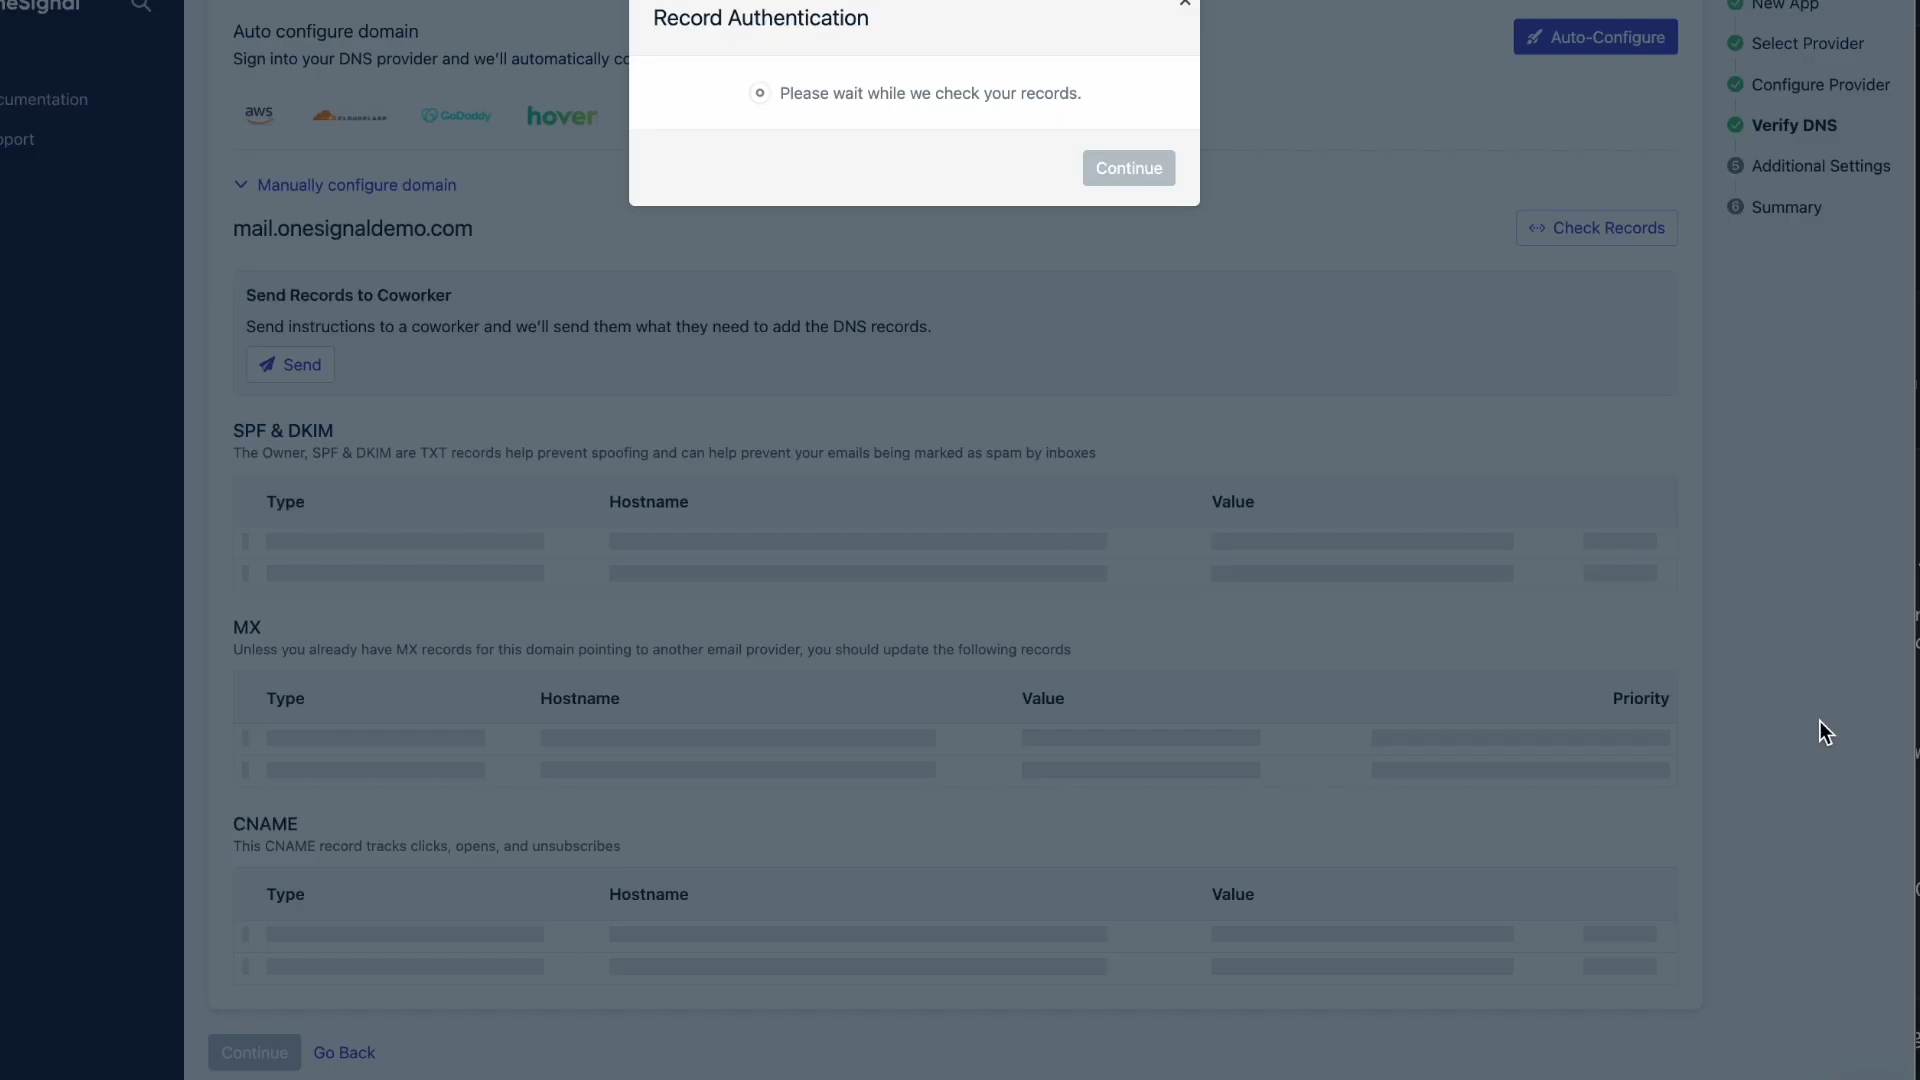 Record Authentication
Please wait while we check your records.
Continue
Auto configure domain
Auto-Configure
aws
CLOUDFLARE
GoDaddy
hover
Manually configure domain
mail.onesignaldemo.com
Check Records
Send Records to Coworker
Send instructions to a coworker and we'll send them what they need to add the DNS records.
Send
SPF & DKIM
The Owner, SPF & DKIM are TXT records help prevent spoofing and can help prevent your emails being marked as spam by inboxes
Type Hostname Value
MX
Unless you already have MX records for this domain pointing to another email provider, you should update the following records
Type Hostname Value Priority
CNAME
This CNAME record tracks clicks, opens, and unsubscribes
Type Hostname Value
Continue Go Back
New App
Select Provider
Configure Provider
Verify DNS
5 Additional Settings
6 Summary
Sign into your DNS provider and we'll automatically